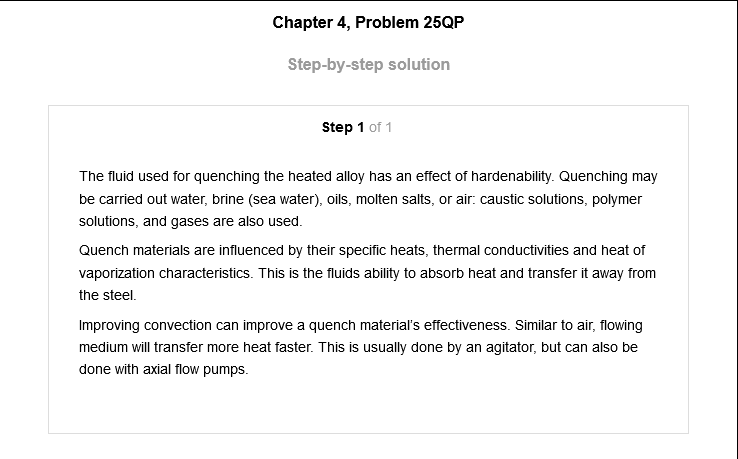 Chapter 4, Problem 25QP
Step-by-step solution
Step 1 of 1
The fluid used for quenching the heated alloy has an effect of hardenability. Quenching may
be carried out water, brine (sea water), oils, molten salts, or air: caustic solutions, polymer
solutions, and gases are also used.
Quench materials are influenced by their specific heats, thermal conductivities and heat of
vaporization characteristics. This is the fluids ability to absorb heat and transfer it away from
the steel.
Improving convection can improve a quench material's effectiveness. Similar to air, flowing
medium will transfer more heat faster. This is usually done by an agitator, but can also be
done with axial flow pumps.